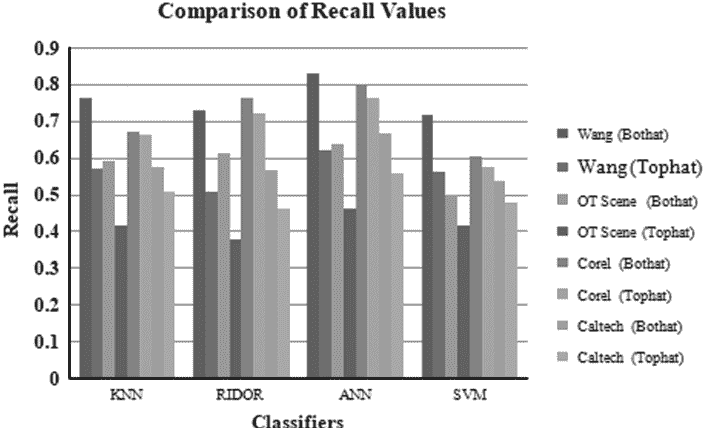 Comparison of Recall Values
0.9
0.8
0.7
0.6
0.5
0.4
0.3
0.2
0.1
0
Recall
KNN RIDOR ANN SVM
Classifiers
Wang (Bothat)
Wang (Tophat)
OT Scene (Bothat)
OT Scene (Tophat)
Corel (Bothat)
Corel (Tophat)
Caltech (Bothat)
Caltech (Tophat)